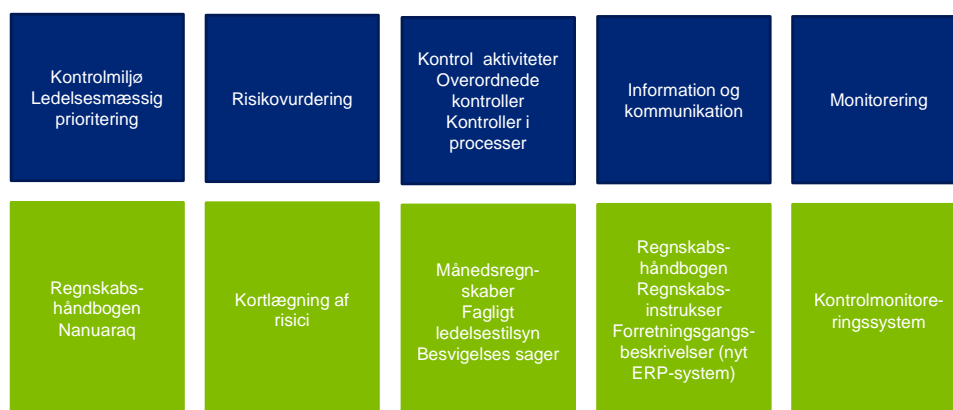 Kontrolmiljø
Ledelsesmæssig
prioritering
Risikovurdering
Kontrol aktiviteter
Overordnede
kontroller
Kontroller i
processer
Information og
kommunikation
Monitorering
Regnskabs-
håndbogen
Nanuaraq
Kortlægning af
risici
Månedsregn-
skaber
Fagligt
ledelsestilsyn
Besvigelses sager
Regnskabs-
håndbogen
Regnskabs-
instrukser
Forretningsgangs-
beskrivelser (nyt
ERP-system)
Kontrolmonitore-
ringssystem